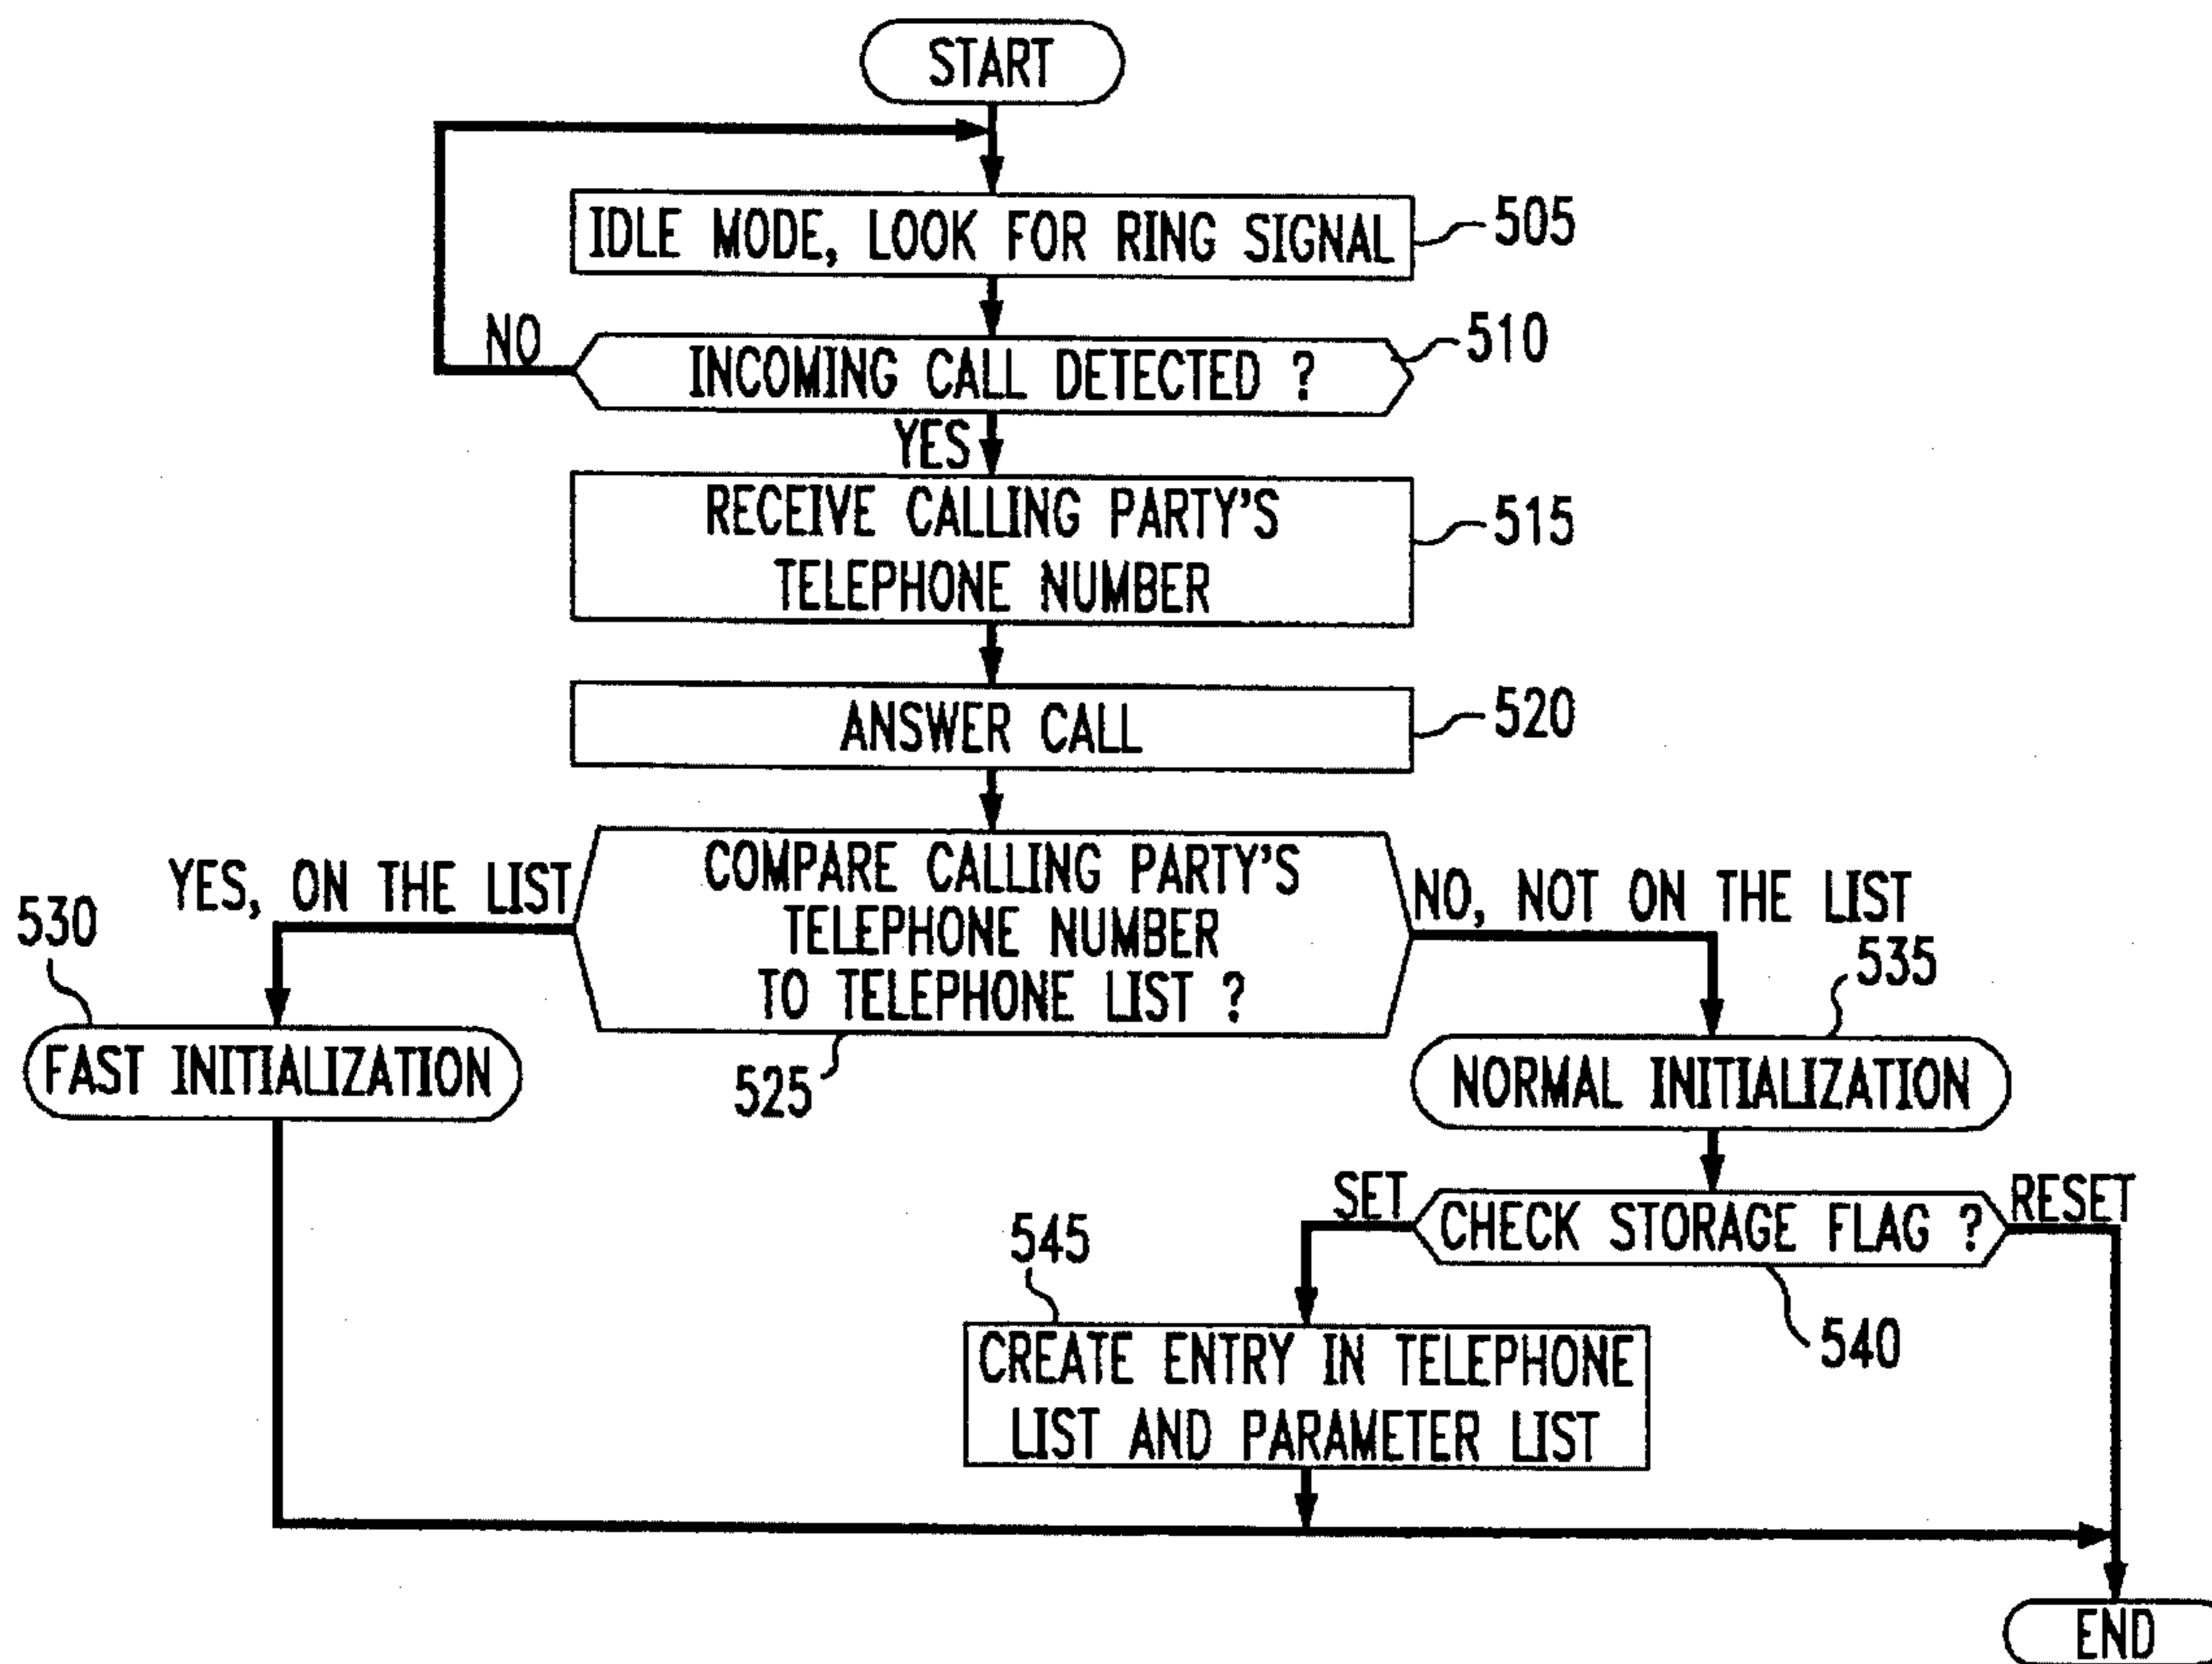 START
IDLE MODE, LOOK FOR RING SIGNAL
505
NO
INCOMING CALL DETECTED ?
510
YES
RECEIVE CALLING PARTY'S
TELEPHONE NUMBER
515
ANSWER CALL
520
YES, ON THE LIST
COMPARE CALLING PARTY'S
TELEPHONE NUMBER
TO TELEPHONE LIST ?
NO, NOT ON THE LIST
530
535
FAST INITIALIZATION
525
NORMAL INITIALIZATION
SET
CHECK STORAGE FLAG ?
RESET
545
540
CREATE ENTRY IN TELEPHONE
LIST AND PARAMETER LIST
END